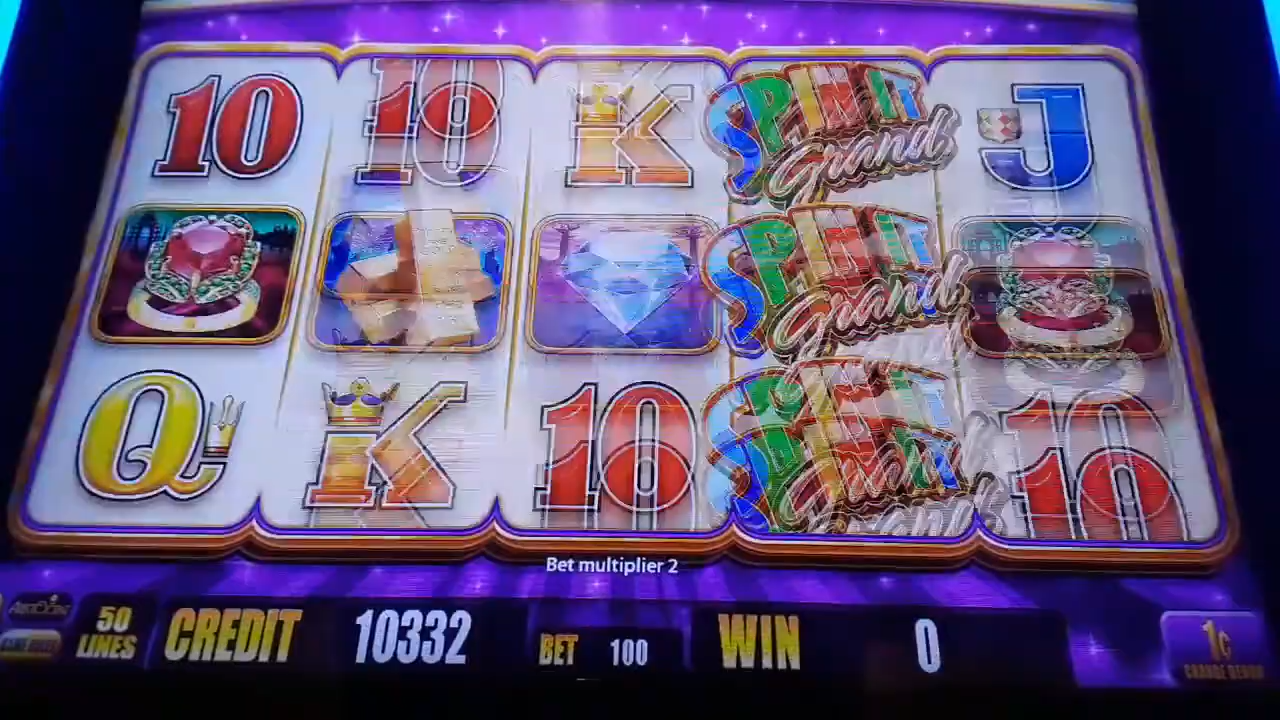 10 10 K SPIN IT Grand J
SPIN IT Grand
Q K 10 SPIN IT Grand 10
Bet multiplier 2
50 LINES CREDIT 10332 BET 100 WIN 0 1¢